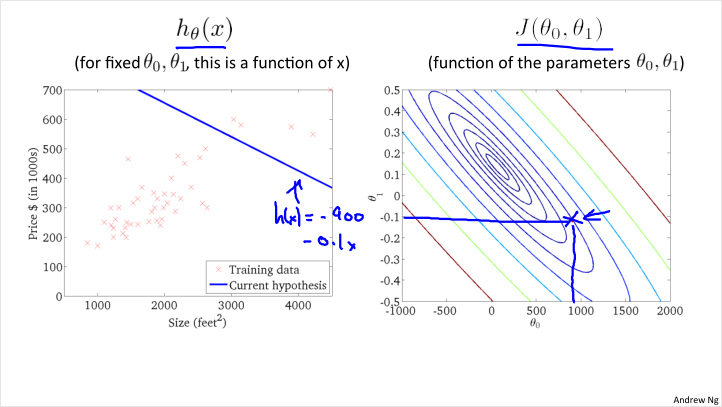 hθ(x)
(for fixed θ₀, θ₁, this is a function of x)
700
600
500
400
300
200
100
0
Price $ (in 1000s)
1000
2000
3000
4000
Size (feet²)
Training data
Current hypothesis
h(x) = -900
- 0.1x
J(θ₀, θ₁)
(function of the parameters θ₀, θ₁)
0.5
0.4
0.3
0.2
0.1
0
-0.1
-0.2
-0.3
-0.4
-0.5
θ₁
-1000
-500
0
500
1000
1500
2000
θ₀
Andrew Ng